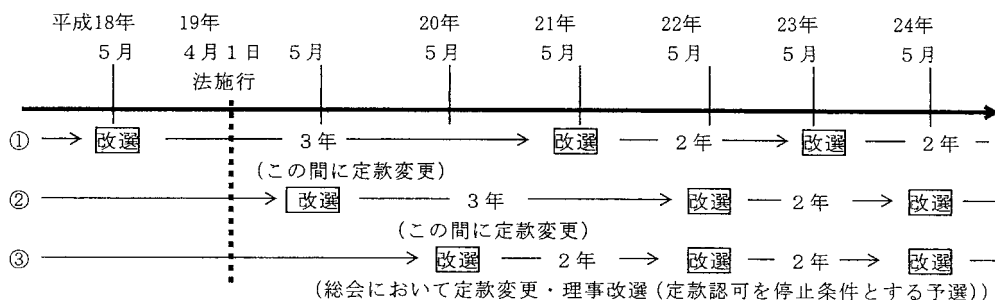 平成18年 19年 20年 21年 22年 23年 24年
5月 4月1日 5月 5月 5月 5月 5月 5月
法施行
① 改選 3年 改選 2年 改選 2年
(この間に定款変更)
② 改選 3年 改選 2年 改選
(この間に定款変更)
③ 改選 2年 改選 2年 改選
(総会において定款変更・理事改選(定款認可を停止条件とする予選))